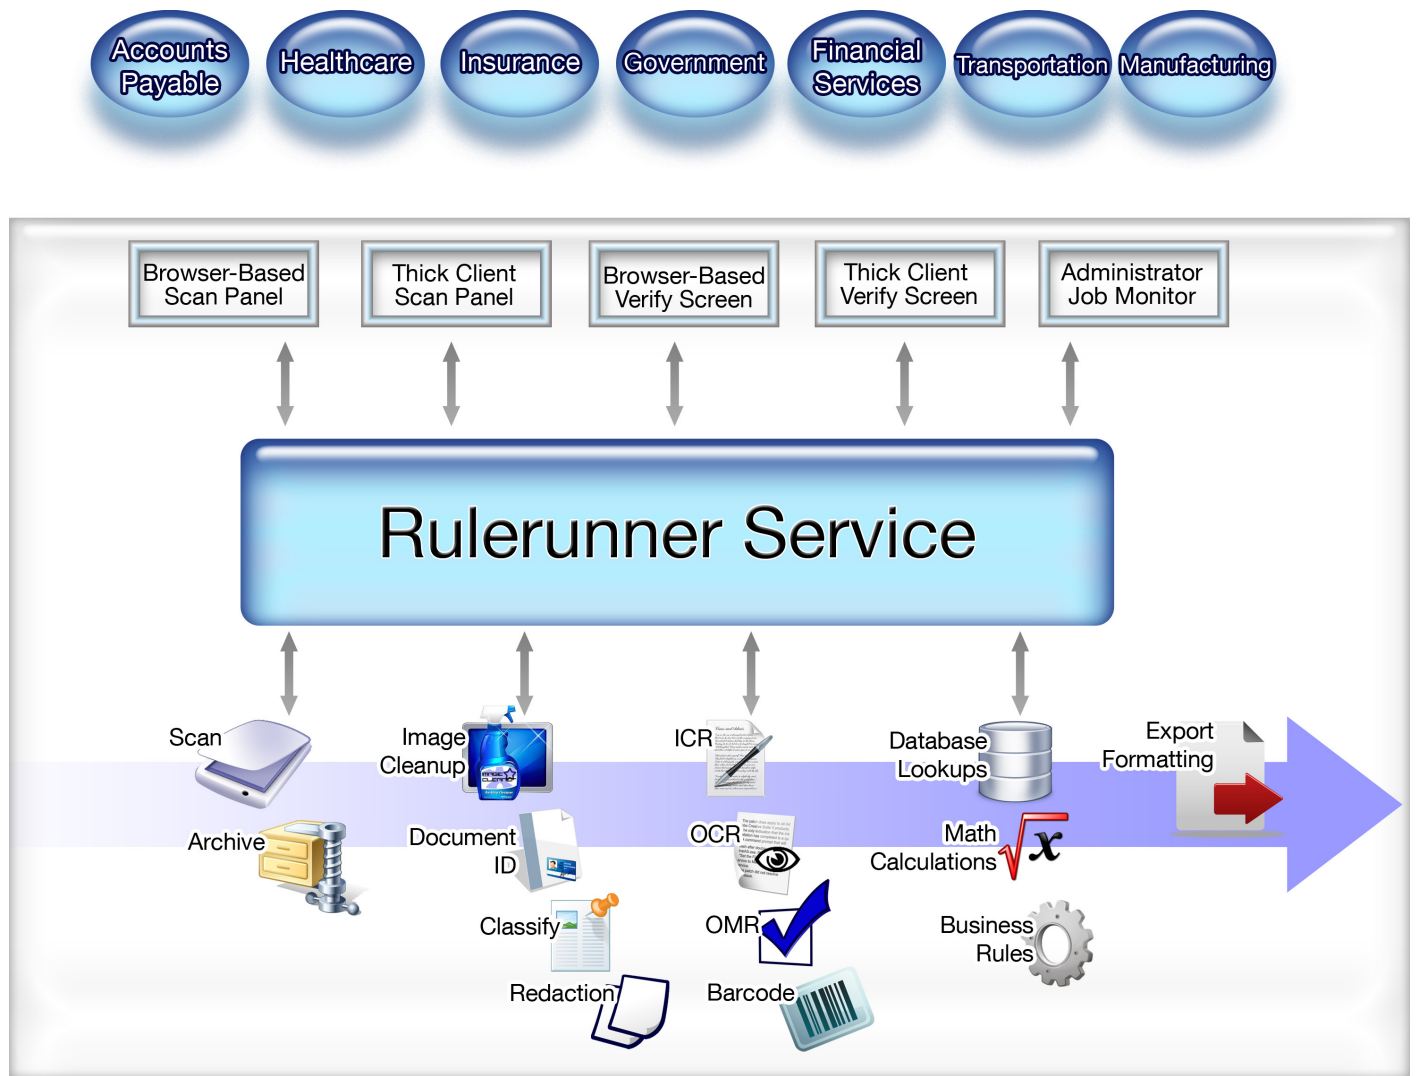 Accounts
Payable
Healthcare
Insurance
Government
Financial
Services
Transportation
Manufacturing
Browser-Based
Scan Panel
Thick Client
Scan Panel
Browser-Based
Verify Screen
Thick Client
Verify Screen
Administrator
Job Monitor
Rulerunner Service
Scan
Image
Cleanup
ICR
Database
Lookups
Export
Formatting
Archive
Document
ID
OCR
Math
Calculations
x
Classify
OMR
Business
Rules
Redaction
Barcode